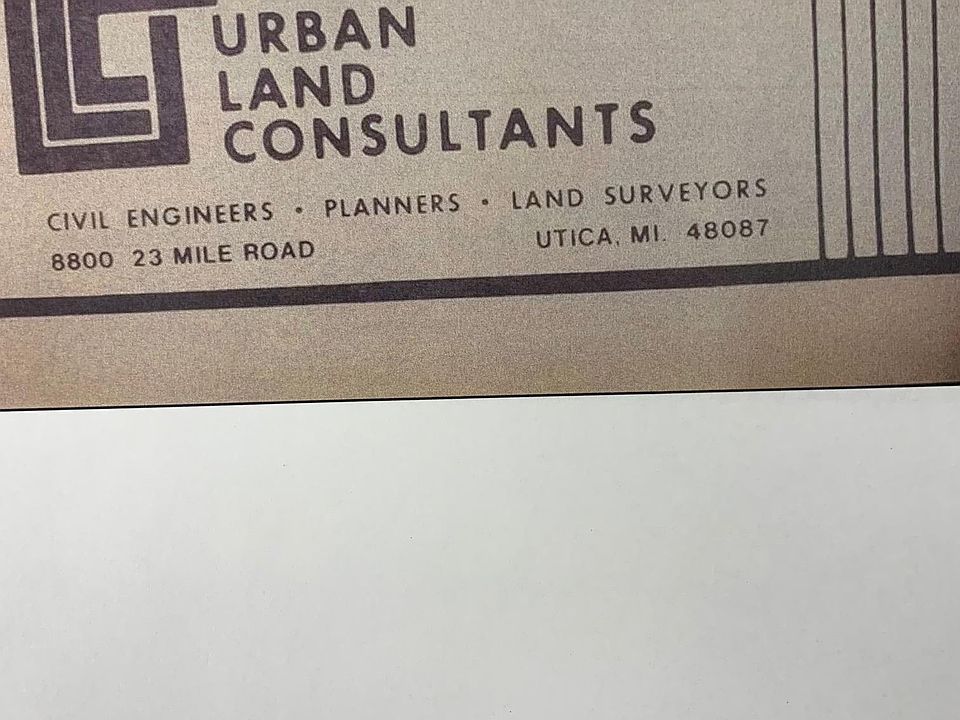 URBAN
LAND
CONSULTANTS
CIVIL ENGINEERS • PLANNERS • LAND SURVEYORS
8800 23 MILE ROAD UTICA, MI. 48087